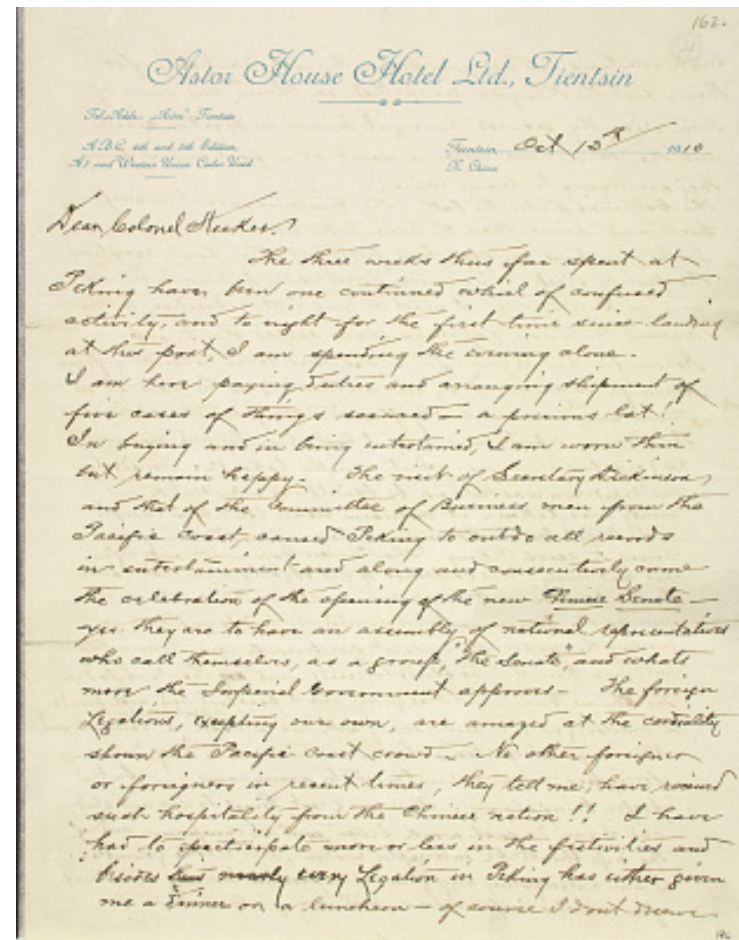 162.
Astor House Hotel Ltd., Tientsin
Tel. Addr. "Astor" Tientsin
A.B.C. 4th and 5th Edition,
A1 and Western Union Codes Used
Tientsin, Oct 13th 1910
N. China
Dear Colonel Hecker:
The three weeks thus far spent at
Peking have been one continued whirl of confused
activity, and to night for the first time since landing
at this post, I am spending the evening alone.
I am here paying duties and arranging shipment of
five cases of things secured — a precious lot!
In buying and in being entertained, I am worn thin
but remain happy. The visit of Secretary Dickinson,
and that of the Committee of Business men from the
Pacific Coast, caused Peking to outdo all records
in entertainment and along and consecutively come
the celebration of the opening of the new Chinese Senate —
yes they are to have an assembly of national representatives
who call themselves, as a group, "the Senate", and whats
more the Imperial Government approves — The foreign
Legations, excepting our own, are amazed at the cordiality
shown the Pacific coast crowd — No other foreigner
or foreigners in recent times, they tell me, have received
such hospitality from the Chinese nation!! I have
had to participate more or less in the festivities and
besides nearly every Legation in Peking has either given
me a dinner or a luncheon — of course I dont deserve